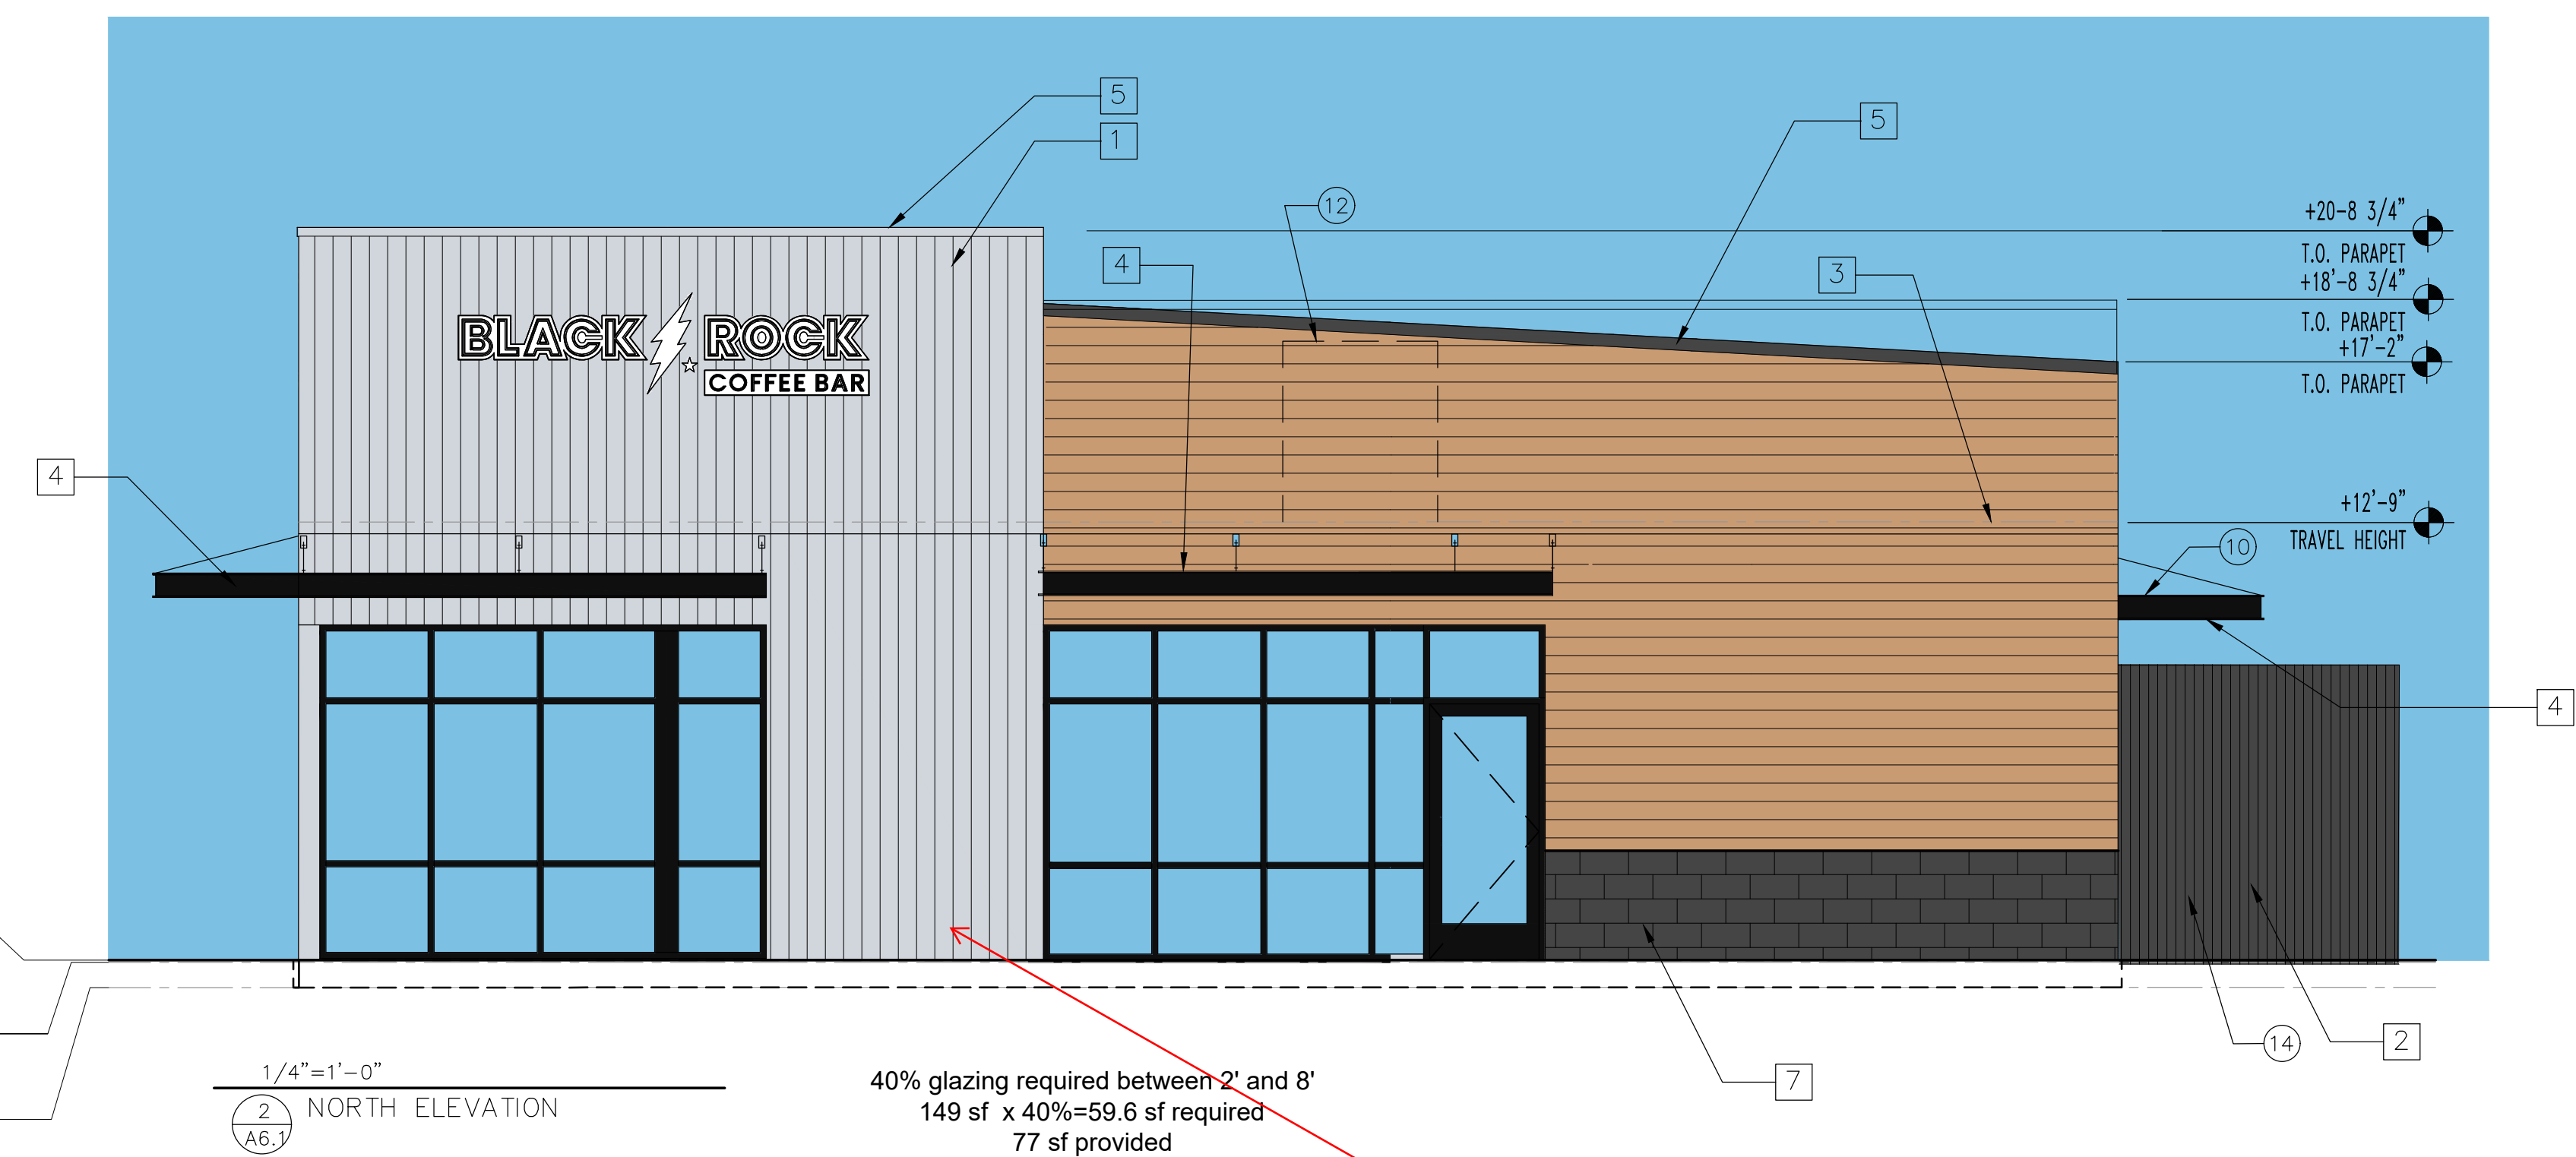 5
1
5
12
+20-8 3/4”
T.O. PARAPET
4
3
+18'-8 3/4”
T.O. PARAPET
+17'-2”
T.O. PARAPET
BLACK ROCK
COFFEE BAR
4
+12'-9”
TRAVEL HEIGHT
10
4
14
2
7
1/4”=1'-0”
2
NORTH ELEVATION
A6.1
40% glazing required between 2' and 8'
149 sf x 40%=59.6 sf required
77 sf provided